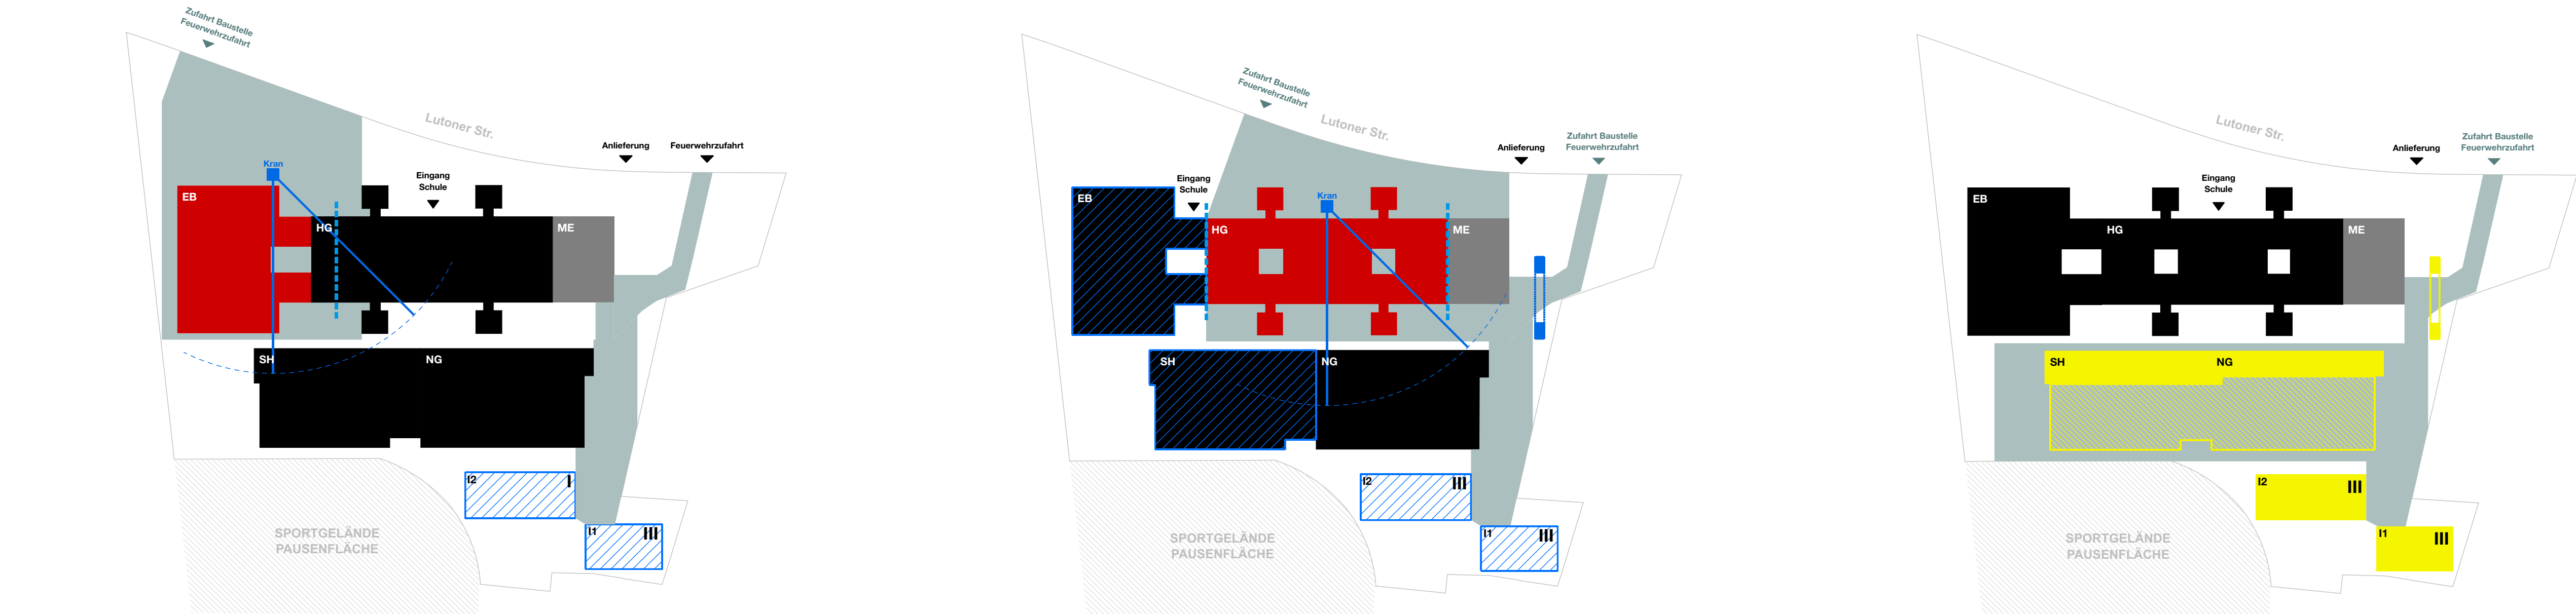 Zufahrt Baustelle
Feuerwehrzufahrt
Lutoner Str.
Anlieferung
Feuerwehrzufahrt
Kran
Eingang
Schule
EB
HG
ME
SH
NG
I2
I
I1
III
SPORTGELÄNDE
PAUSENFLÄCHE
Zufahrt Baustelle
Feuerwehrzufahrt
Lutoner Str.
Zufahrt Baustelle
Feuerwehrzufahrt
Anlieferung
Eingang
Schule
Kran
EB
HG
ME
SH
NG
I2
III
I1
III
SPORTGELÄNDE
PAUSENFLÄCHE
Lutoner Str.
Zufahrt Baustelle
Feuerwehrzufahrt
Anlieferung
Eingang
Schule
EB
HG
ME
SH
NG
I2
III
I1
III
SPORTGELÄNDE
PAUSENFLÄCHE